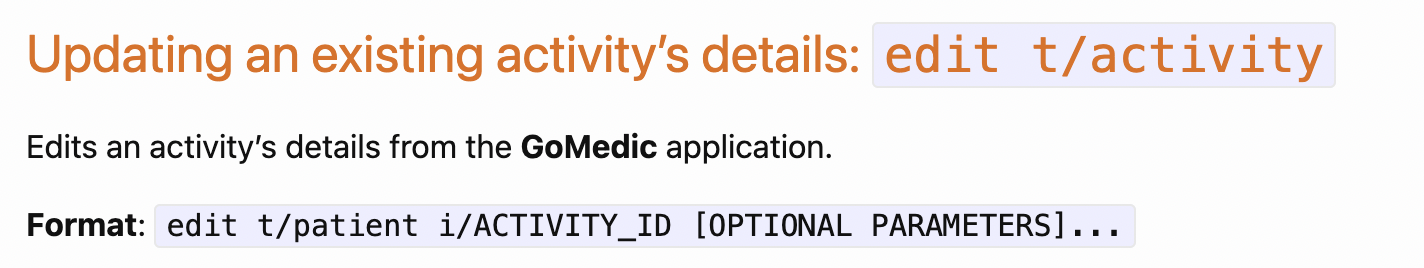 Updating an existing activity’s details: edit t/activity
Edits an activity’s details from the GoMedic application.
Format: edit t/patient i/ACTIVITY_ID [OPTIONAL PARAMETERS]...